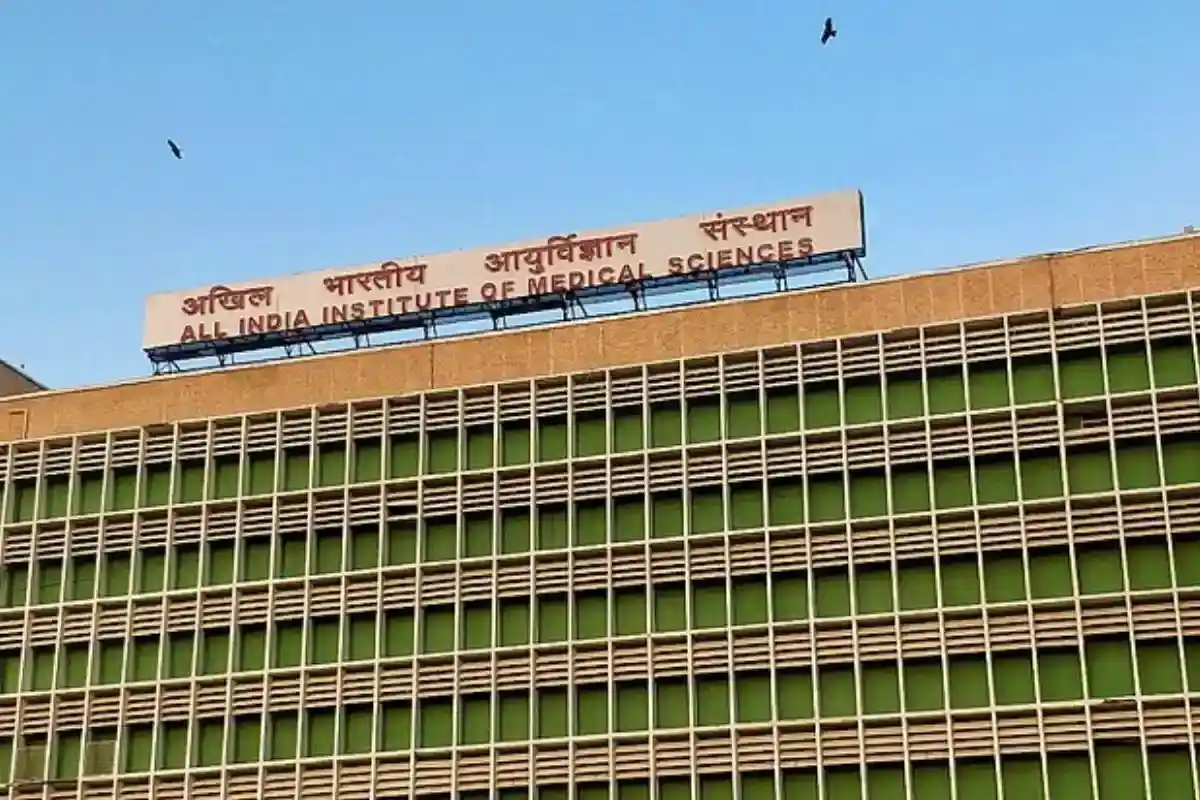 अखिल भारतीय आयुर्विज्ञान संस्थान
ALL INDIA INSTITUTE OF MEDICAL SCIENCES